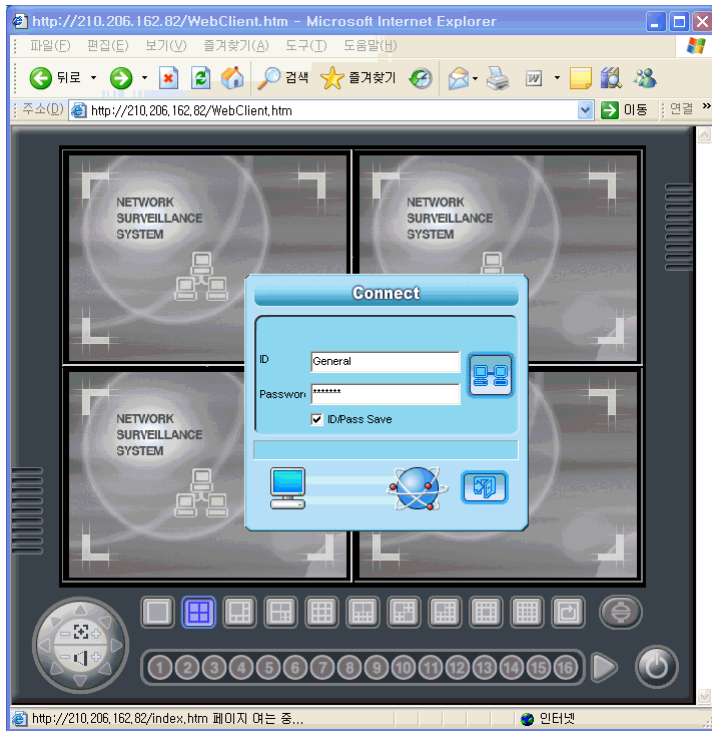 http://210.206.162.82/WebClient.htm - Microsoft Internet Explorer
파일(F) 편집(E) 보기(V) 즐겨찾기(A) 도구(T) 도움말(H)
뒤로 검색 즐겨찾기
주소(D) http://210,206,162,82/WebClient,htm 이동 연결 »
NETWORK
SURVEILLANCE
SYSTEM
NETWORK
SURVEILLANCE
SYSTEM
Connect
ID General
Passwor *******
ID/Pass Save
NETWORK
SURVEILLANCE
SYSTEM
1 2 3 4 5 6 7 8 9 10 11 12 13 14 15 16
http://210,206,162,82/index,htm 페이지 여는 중... 인터넷